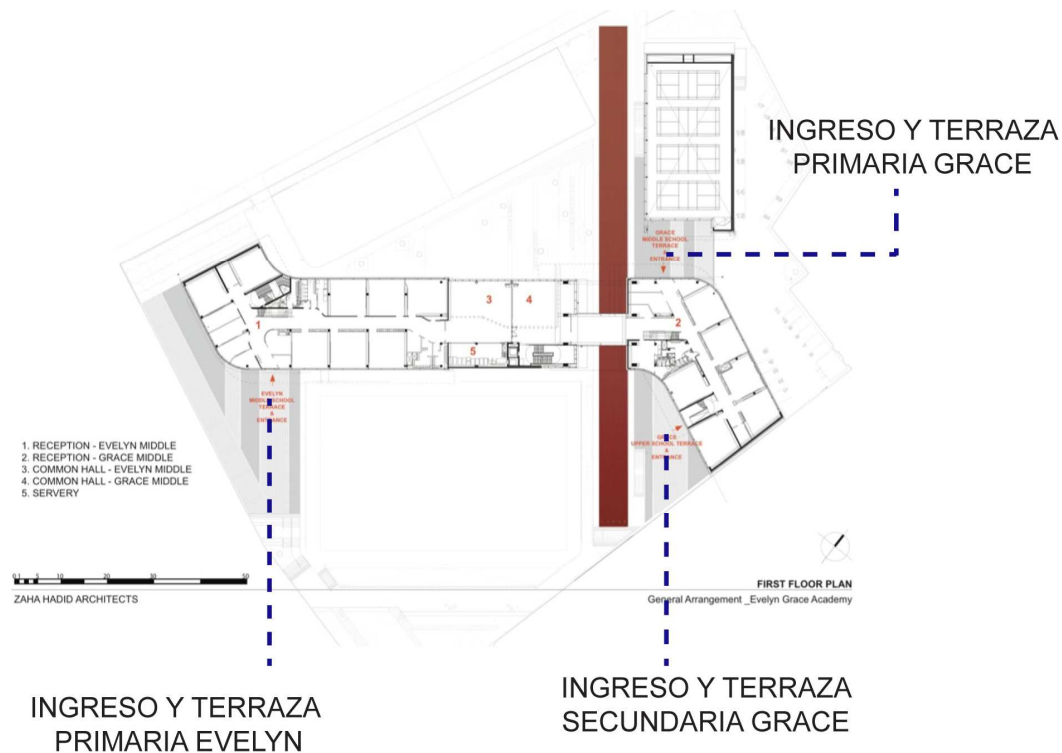 INGRESO Y TERRAZA
PRIMARIA GRACE
GRACE
MIDDLE SCHOOL
TERRACE
&
ENTRANCE
3
4
1
2
5
EVELYN
MIDDLE SCHOOL
TERRACE
&
ENTRANCE
GRACE
UPPER SCHOOL TERRACE
&
ENTRANCE
1. RECEPTION - EVELYN MIDDLE
2. RECEPTION - GRACE MIDDLE
3. COMMON HALL - EVELYN MIDDLE
4. COMMON HALL - GRACE MIDDLE
5. SERVERY
0 1 5 10 20 30 50
ZAHA HADID ARCHITECTS
FIRST FLOOR PLAN
General Arrangement _Evelyn Grace Academy
INGRESO Y TERRAZA
PRIMARIA EVELYN
INGRESO Y TERRAZA
SECUNDARIA GRACE